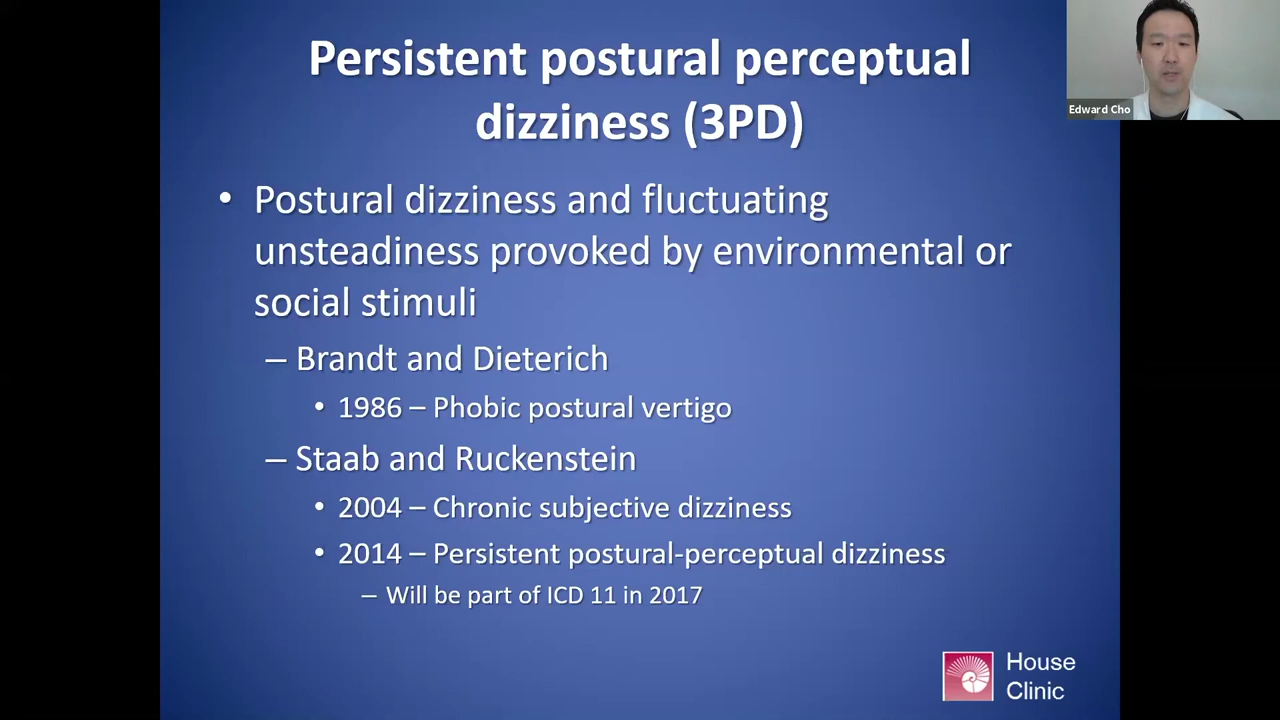 Persistent postural perceptual
dizziness (3PD)
Edward Cho
• Postural dizziness and fluctuating
unsteadiness provoked by environmental or
social stimuli
– Brandt and Dieterich
• 1986 – Phobic postural vertigo
– Staab and Ruckenstein
• 2004 – Chronic subjective dizziness
• 2014 – Persistent postural-perceptual dizziness
– Will be part of ICD 11 in 2017
House
Clinic